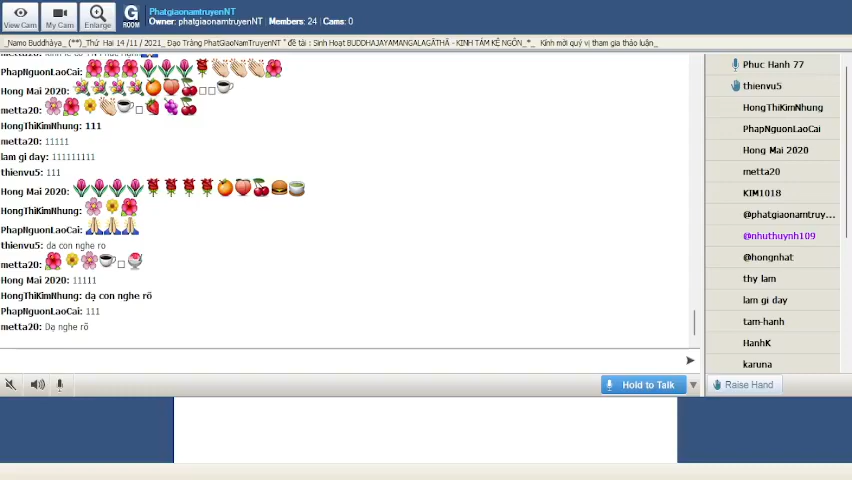 View Cam
My Cam
Enlarge
G ROOM
PhatgiaonamtruyenNT
Owner: phatgiaonamtruyenNT Members: 24 Cams: 0
_Namo Buddhàya_ (**)_Thứ Hai 14 /11 / 2021_ Đạo Tràng PhatGiaoNamTruyenNT " đề tài : Sinh Hoạt BUDDHAJAYAMANGALAGĀTHĀ - KINH TÁM KỆ NGÔN_*_ Kính mời quý vị tham gia thảo luận_
PhapNguonLaoCai:
Hong Mai 2020:
metta20:
HongThiKimNhung: 111
metta20: 11111
lam gi day: 111111111
thienvu5: 111
Hong Mai 2020:
HongThiKimNhung:
PhapNguonLaoCai:
thienvu5: da con nghe ro
metta20:
Hong Mai 2020: 11111
HongThiKimNhung: dạ con nghe rõ
PhapNguonLaoCai: 111
metta20: Dạ nghe rõ
Hold to Talk
Raise Hand
Phuc Hanh 77
thienvu5
HongThiKimNhung
PhapNguonLaoCai
Hong Mai 2020
metta20
KIM1018
@phatgiaonamtruy...
@nhuthuynh109
@hongnhat
thy lam
lam gi day
tam-hanh
HanhK
karuna